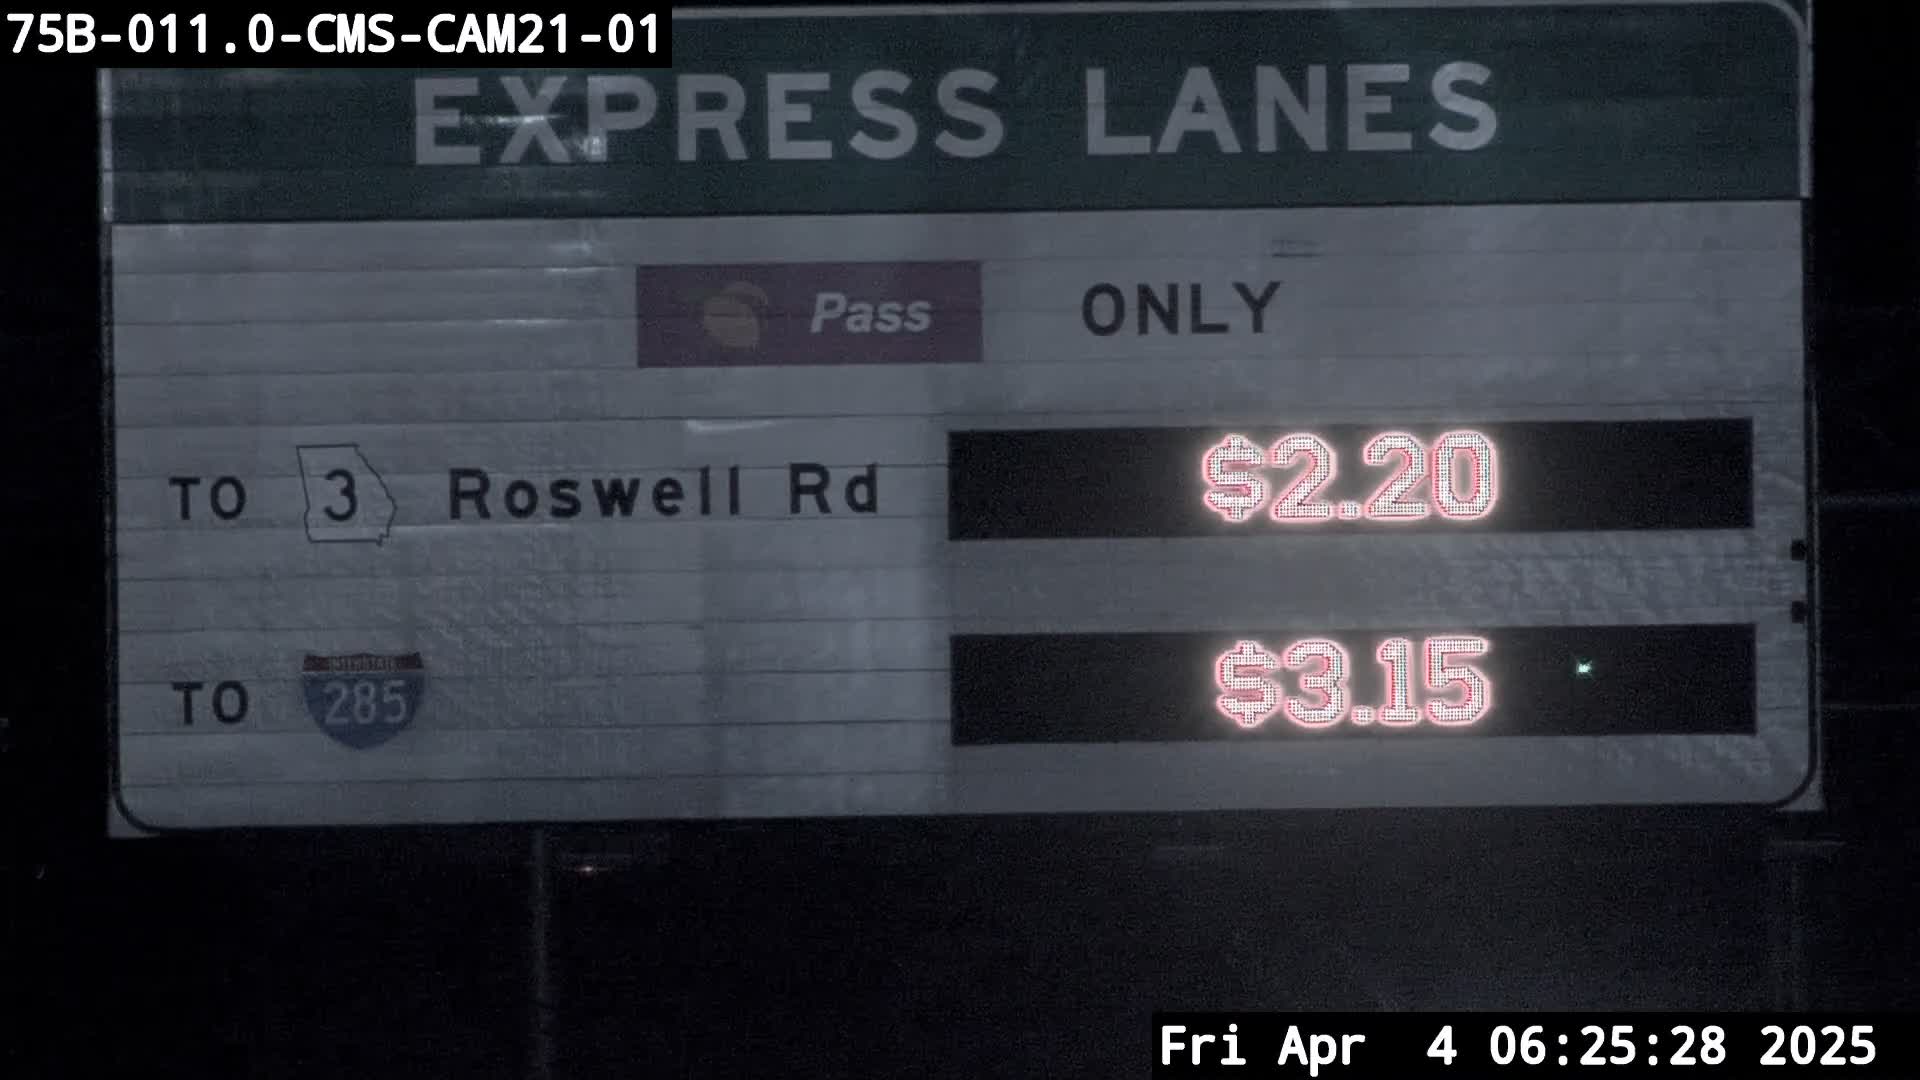 75B-011.0-CMS-CAM21-01
EXPRESS LANES
Pass ONLY
TO 3 Roswell Rd $2.20
INTERSTATE
TO 285 $3.15
Fri Apr 4 06:25:28 2025